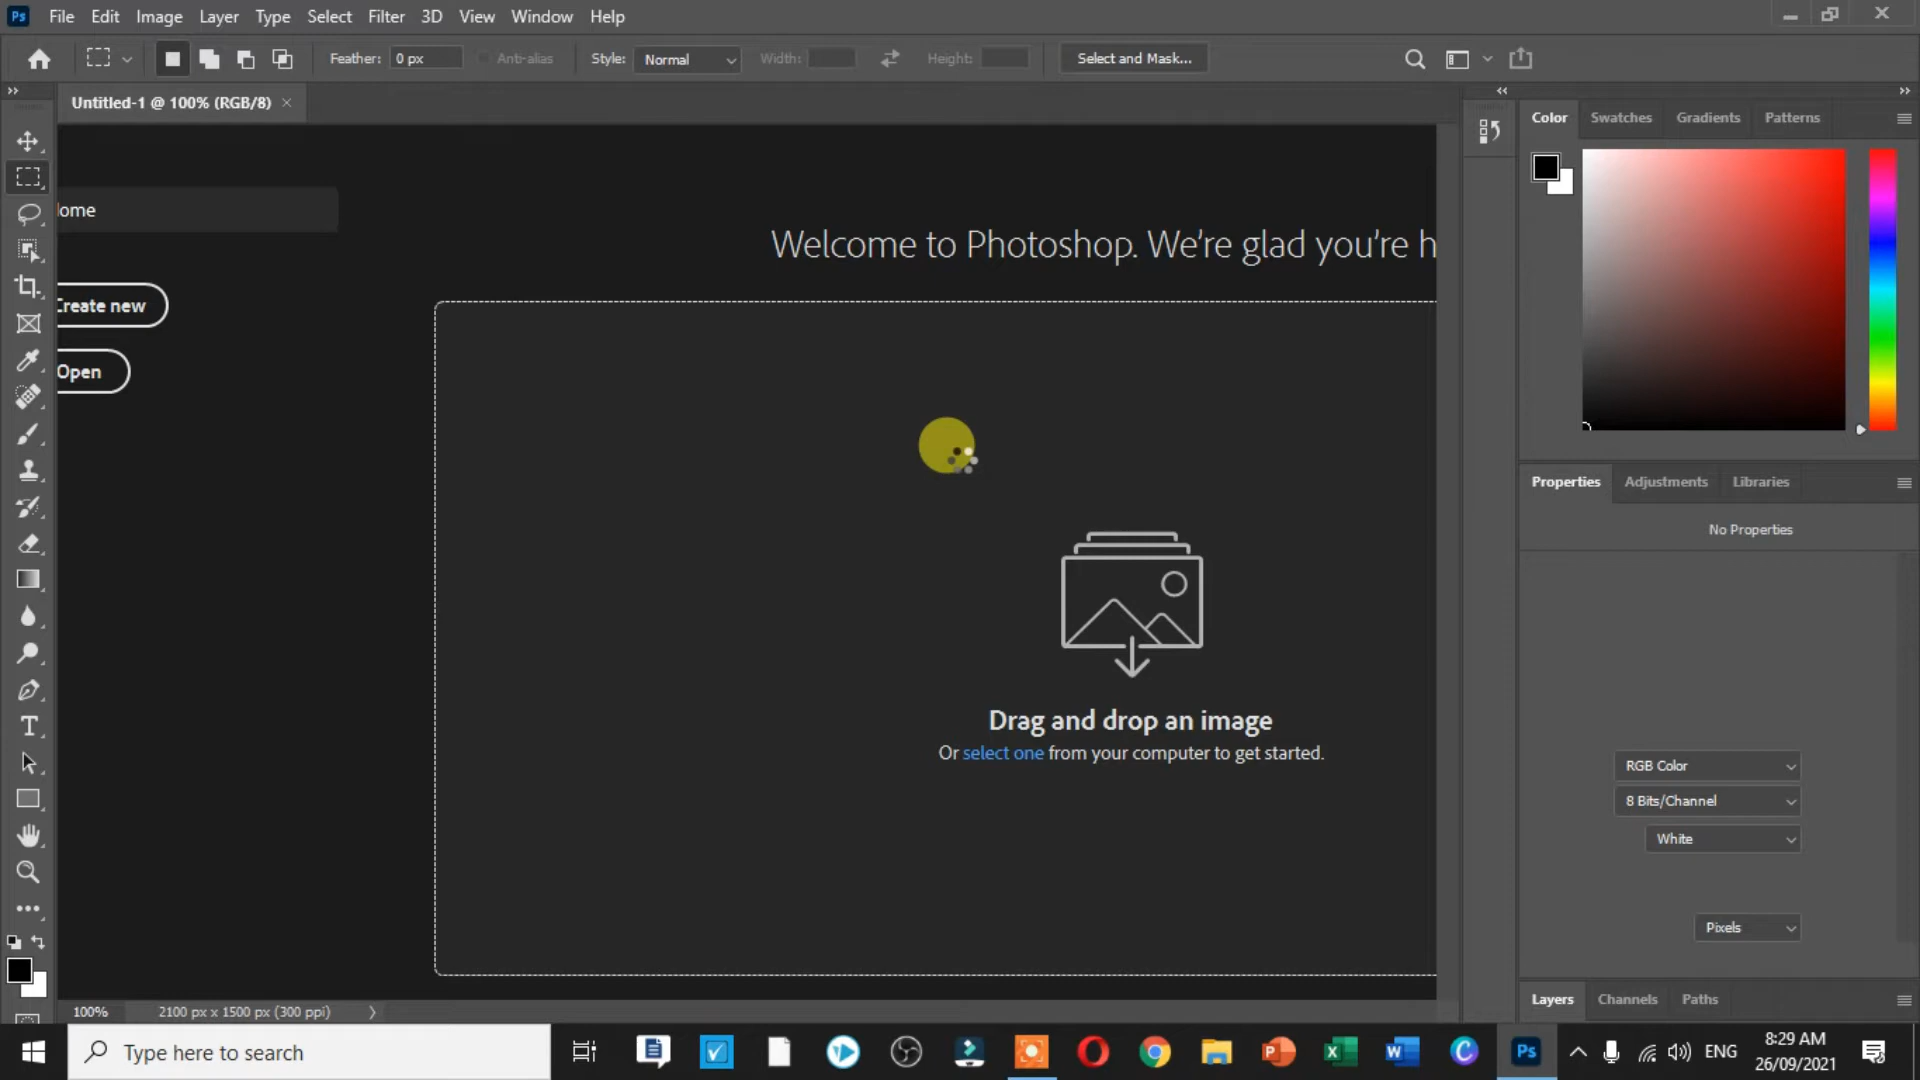 Ps File Edit Image Layer Type Select Filter 3D View Window Help
Feather: 0 px Anti-alias Style: Normal Width: Height: Select and Mask...
Untitled-1 @ 100% (RGB/8)
Color Swatches Gradients Patterns
ome
Welcome to Photoshop. We're glad you're h
Create new
Open
Properties Adjustments Libraries
No Properties
Drag and drop an image
Or select one from your computer to get started.
RGB Color
8 Bits/Channel
White
Pixels
Layers Channels Paths
100% 2100 px x 1500 px (300 ppi)
Type here to search
Ps
ENG
8:29 AM
26/09/2021